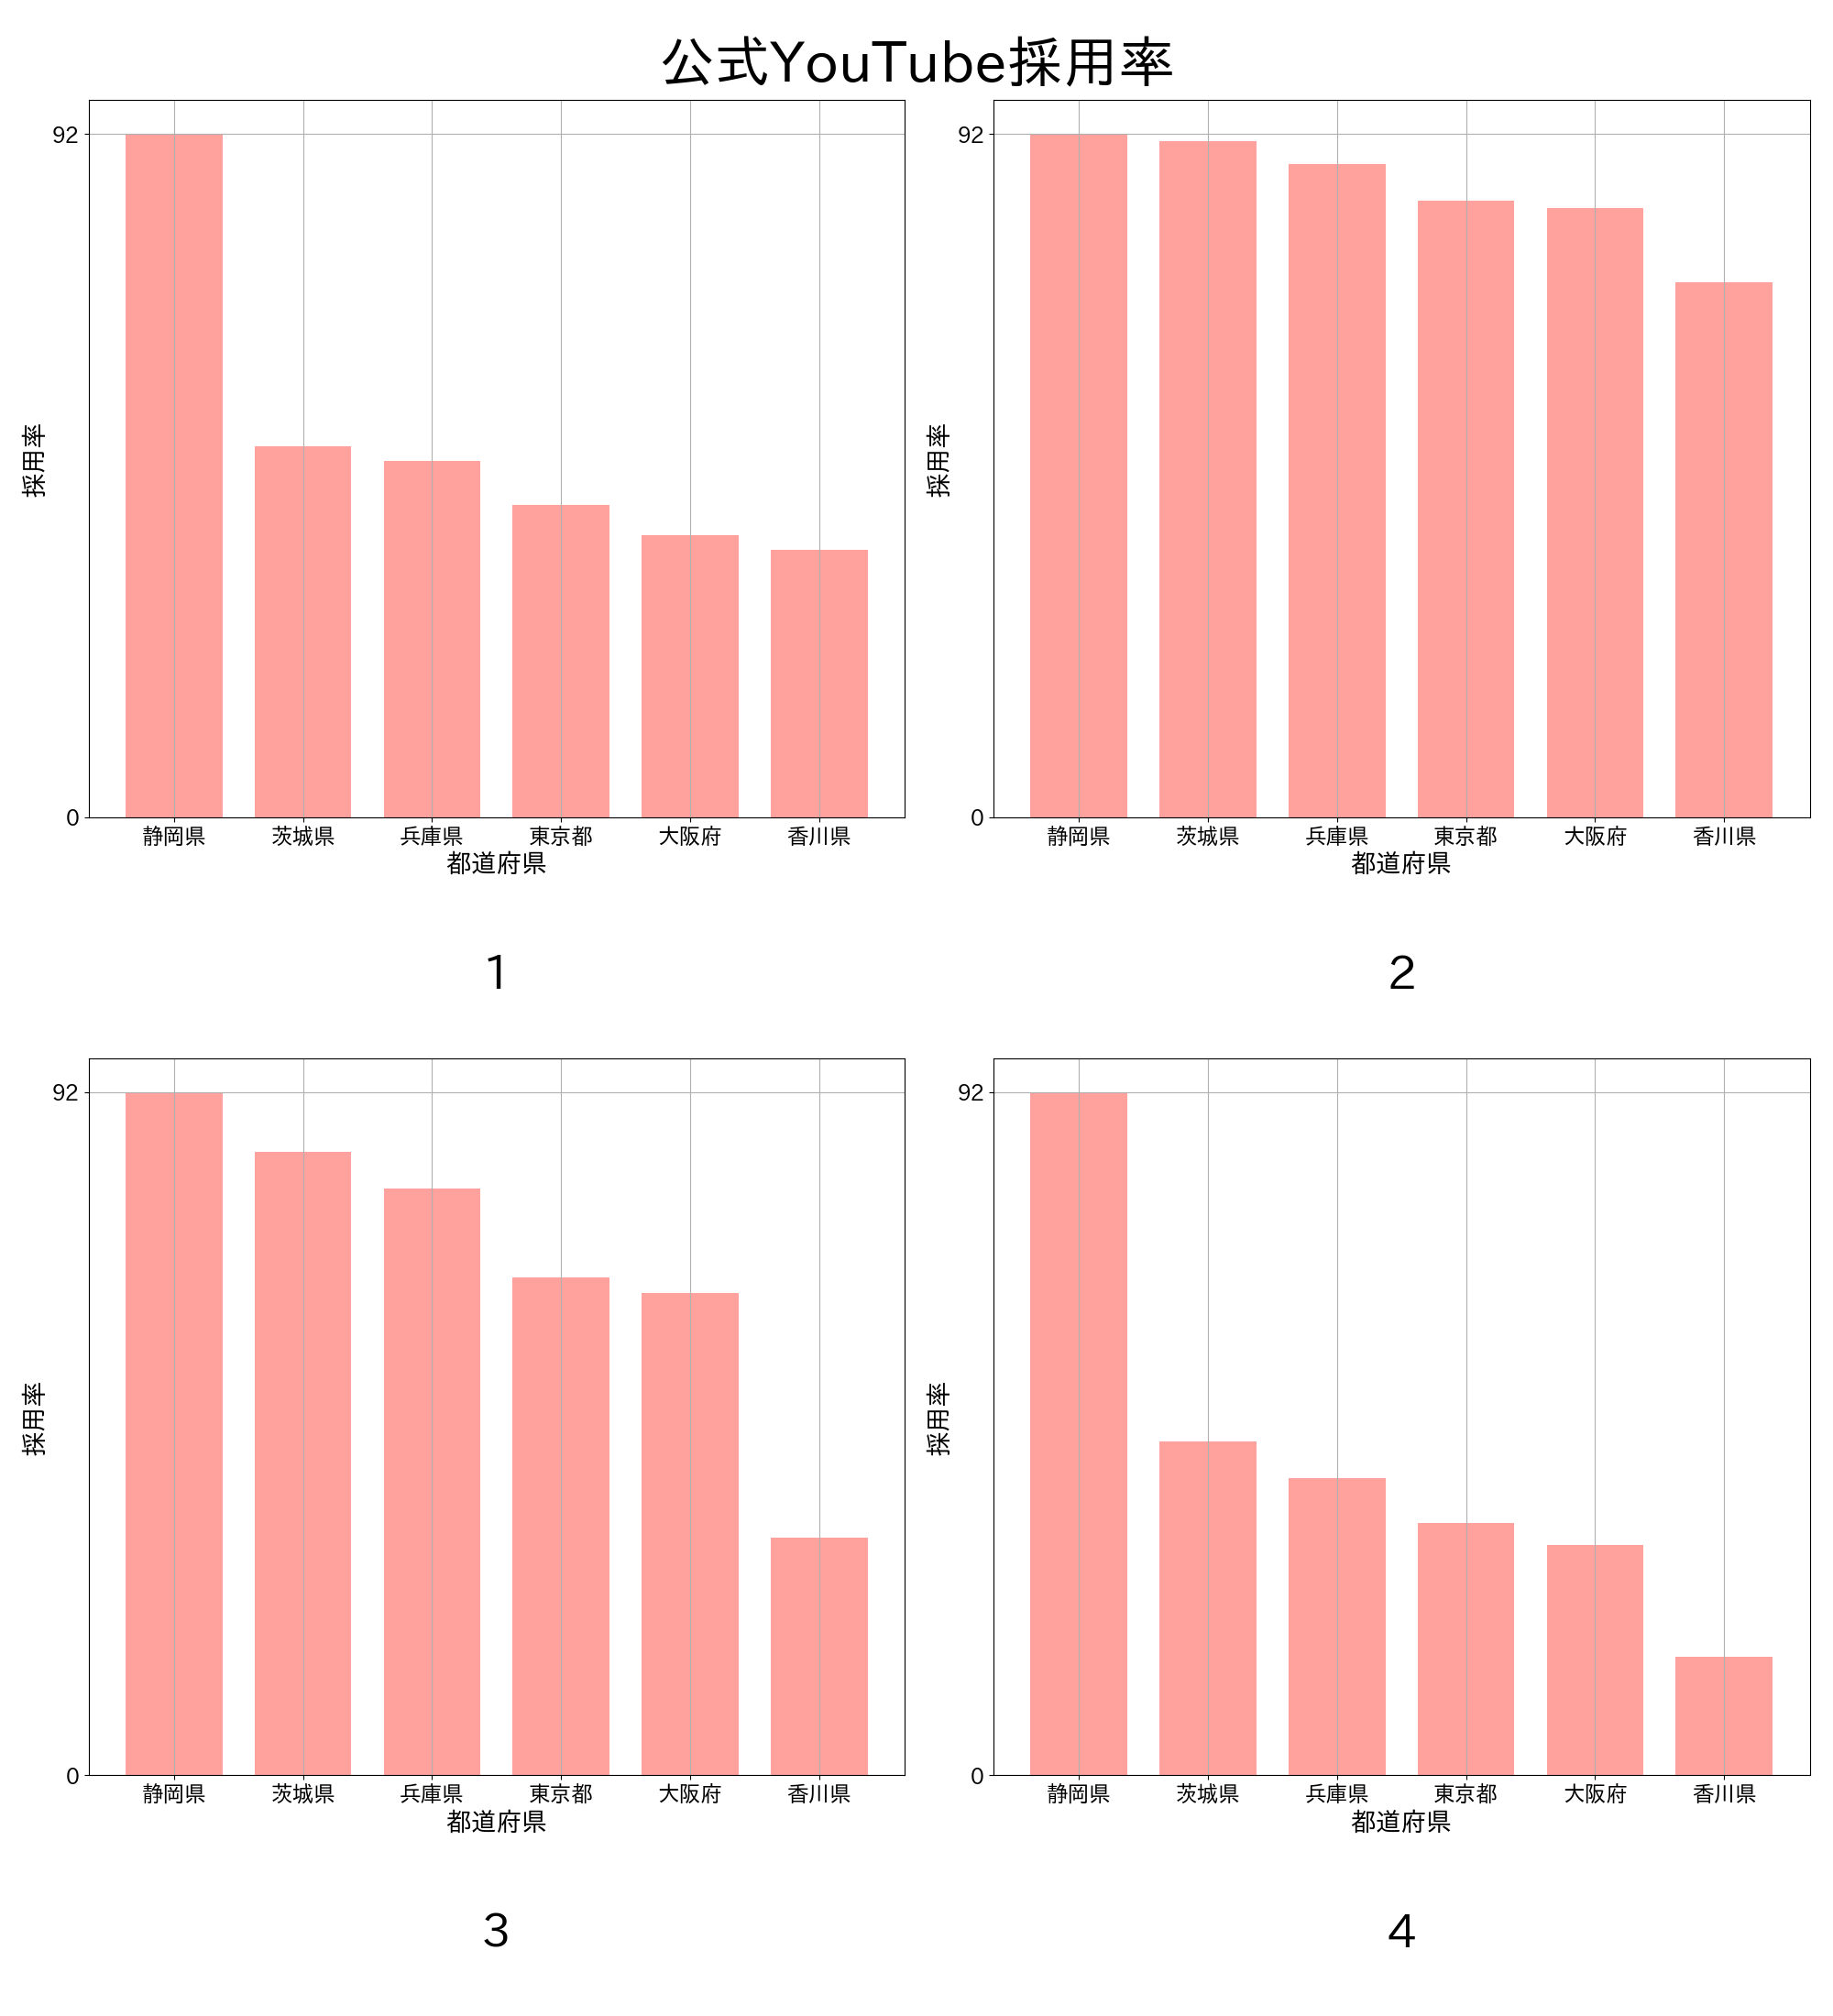 公式YouTube採用率
92
0
採用率
静岡県 茨城県 兵庫県 東京都 大阪府 香川県
都道府県
1
92
0
採用率
静岡県 茨城県 兵庫県 東京都 大阪府 香川県
都道府県
2
92
0
採用率
静岡県 茨城県 兵庫県 東京都 大阪府 香川県
都道府県
3
92
0
採用率
静岡県 茨城県 兵庫県 東京都 大阪府 香川県
都道府県
4